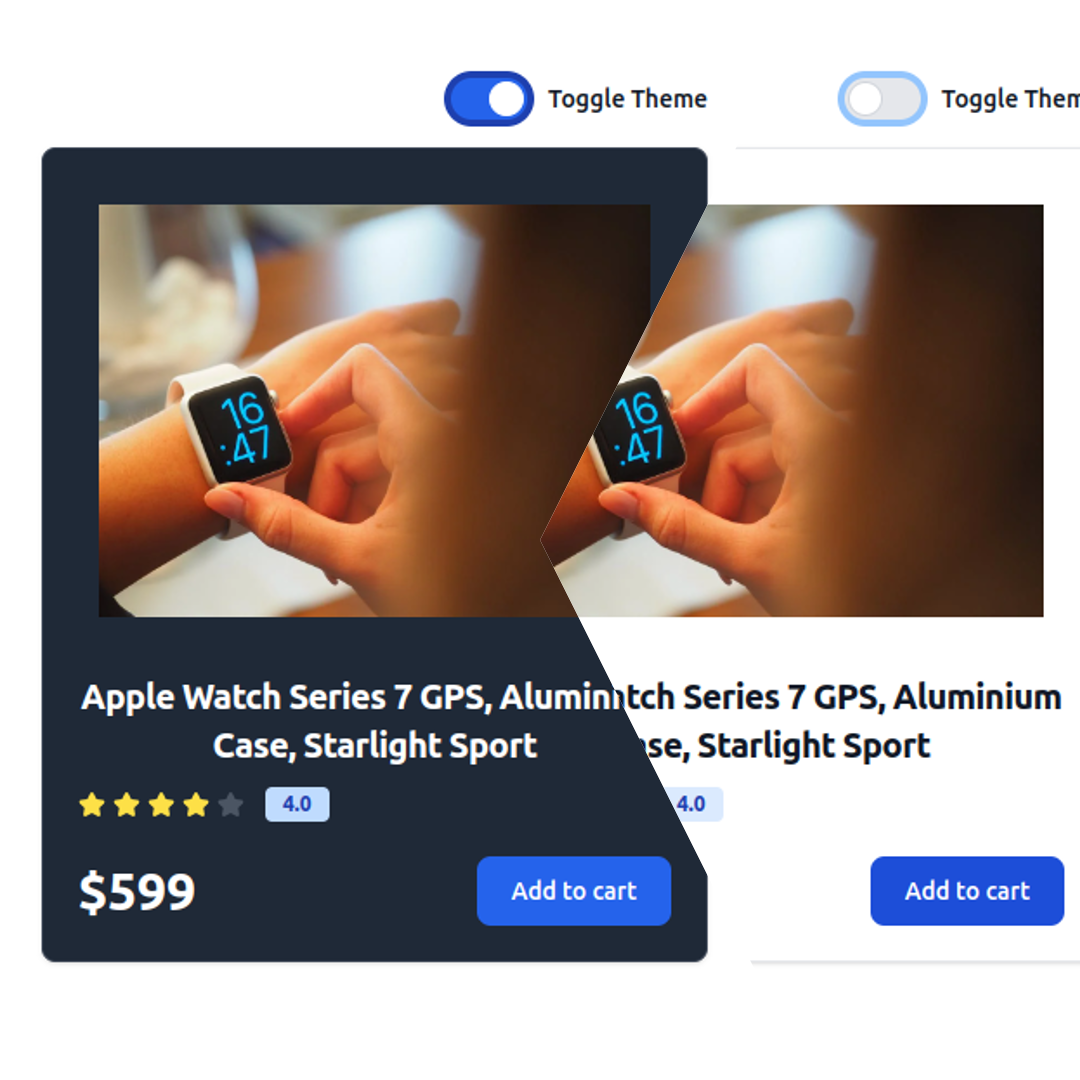 Toggle Theme
Toggle Them
16
:47
16
:47
Apple Watch Series 7 GPS, Alumin
Case, Starlight Sport
tch Series 7 GPS, Aluminium
se, Starlight Sport
4.0
4.0
$599
Add to cart
Add to cart